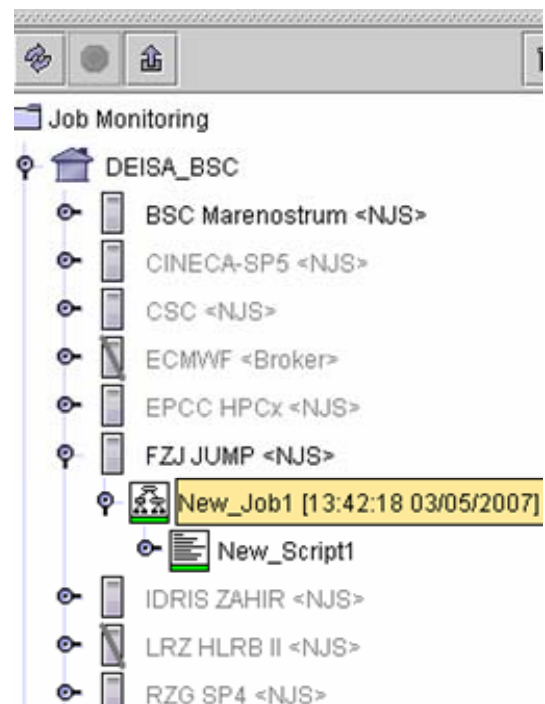 Job Monitoring
DEISA_BSC
BSC Marenostrum <NJS>
CINECA-SP5 <NJS>
CSC <NJS>
ECMWF <Broker>
EPCC HPCx <NJS>
FZJ JUMP <NJS>
New_Job1 [13:42:18 03/05/2007]
New_Script1
IDRIS ZAHIR <NJS>
LRZ HLRB II <NJS>
RZG SP4 <NJS>